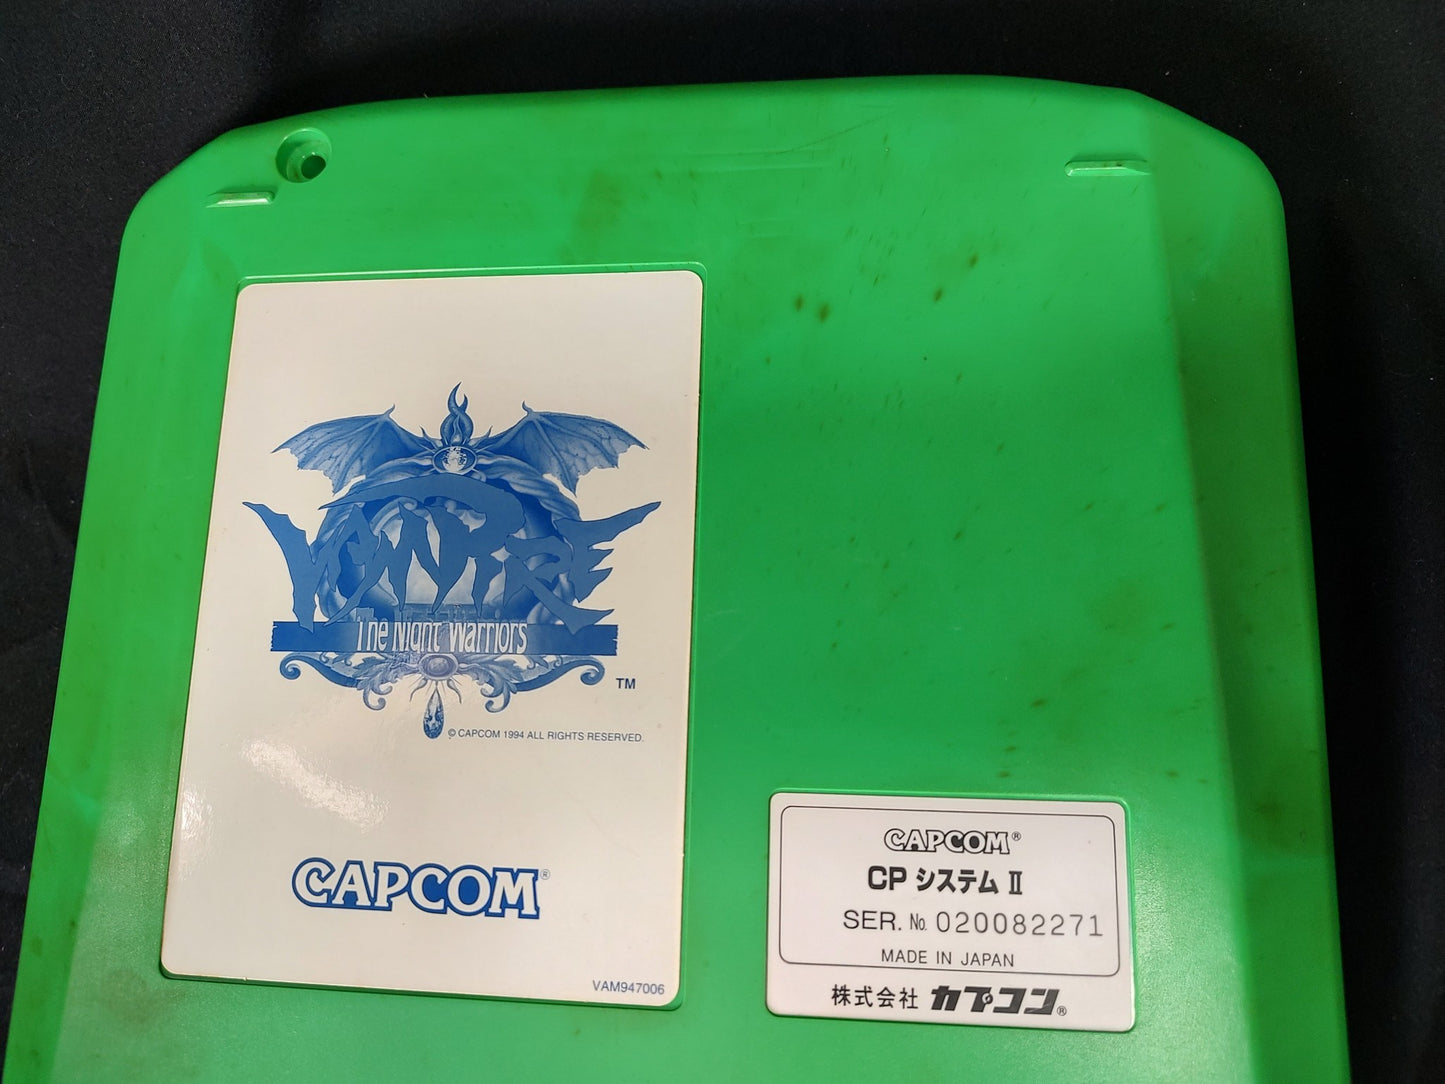 VAMPIRE
The Night Warriors
TM
© CAPCOM 1994 ALL RIGHTS RESERVED.
CAPCOM®
VAM947006
CAPCOM®
CP システム II
SER. № 020082271
MADE IN JAPAN
株式会社 カプコン®